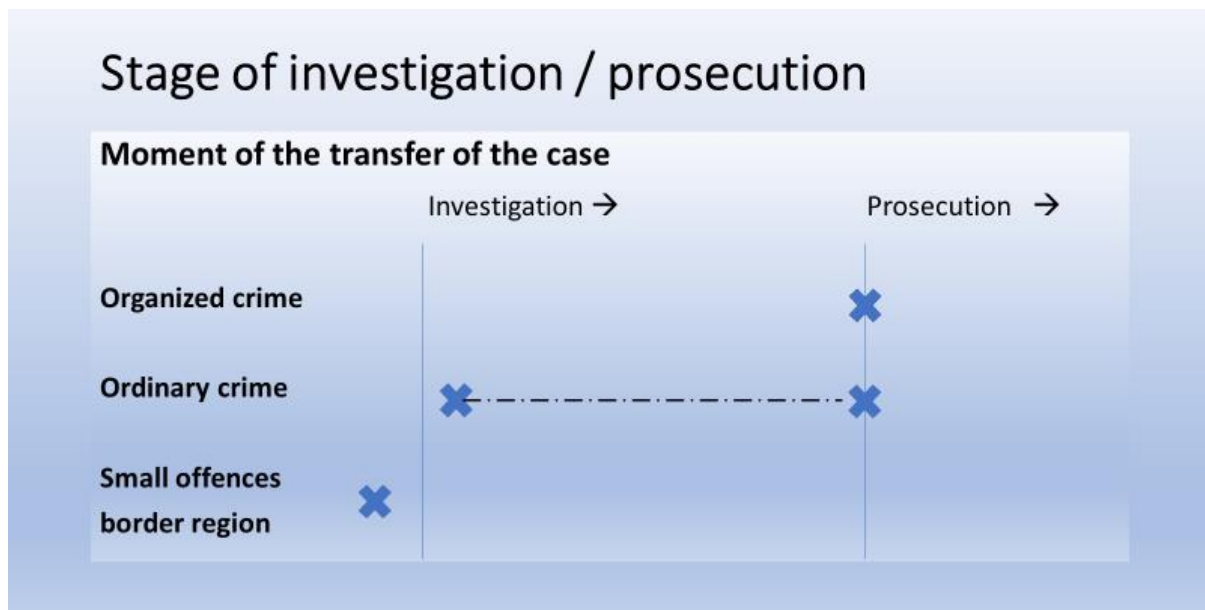 Stage of investigation / prosecution
Moment of the transfer of the case
Investigation → Prosecution →
Organized crime
Ordinary crime
Small offences
border region